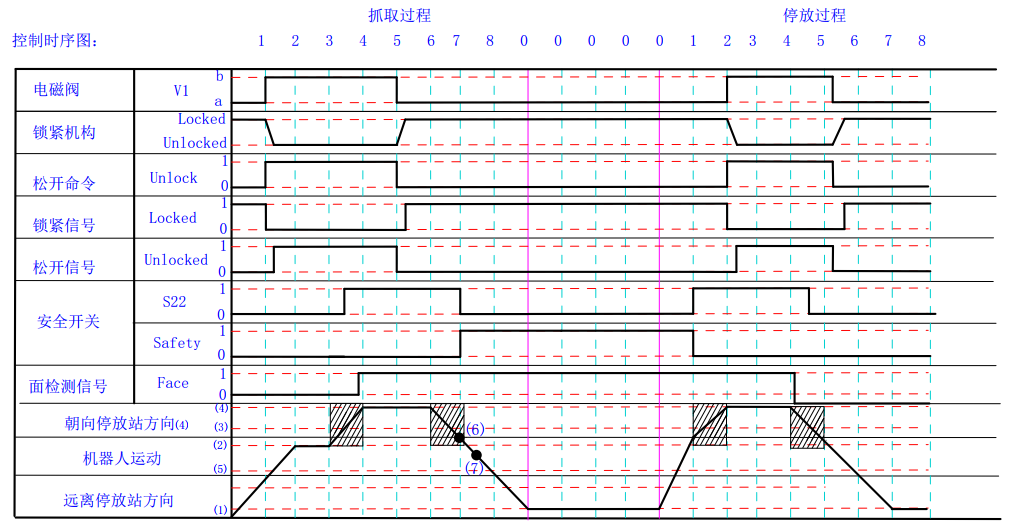 抓取过程 停放过程
控制时序图: 1 2 3 4 5 6 7 8 0 0 0 0 0 1 2 3 4 5 6 7 8
电磁阀 V1 b
a
锁紧机构 Locked
Unlocked
松开命令 Unlock 1
0
锁紧信号 Locked 1
0
松开信号 Unlocked 1
0
安全开关 S22 1
0
Safety 1
0
面检测信号 Face 1
0
朝向停放站方向(4) (4)
(3) (6)
机器人运动 (2)
(5) (7)
远离停放站方向 (1)